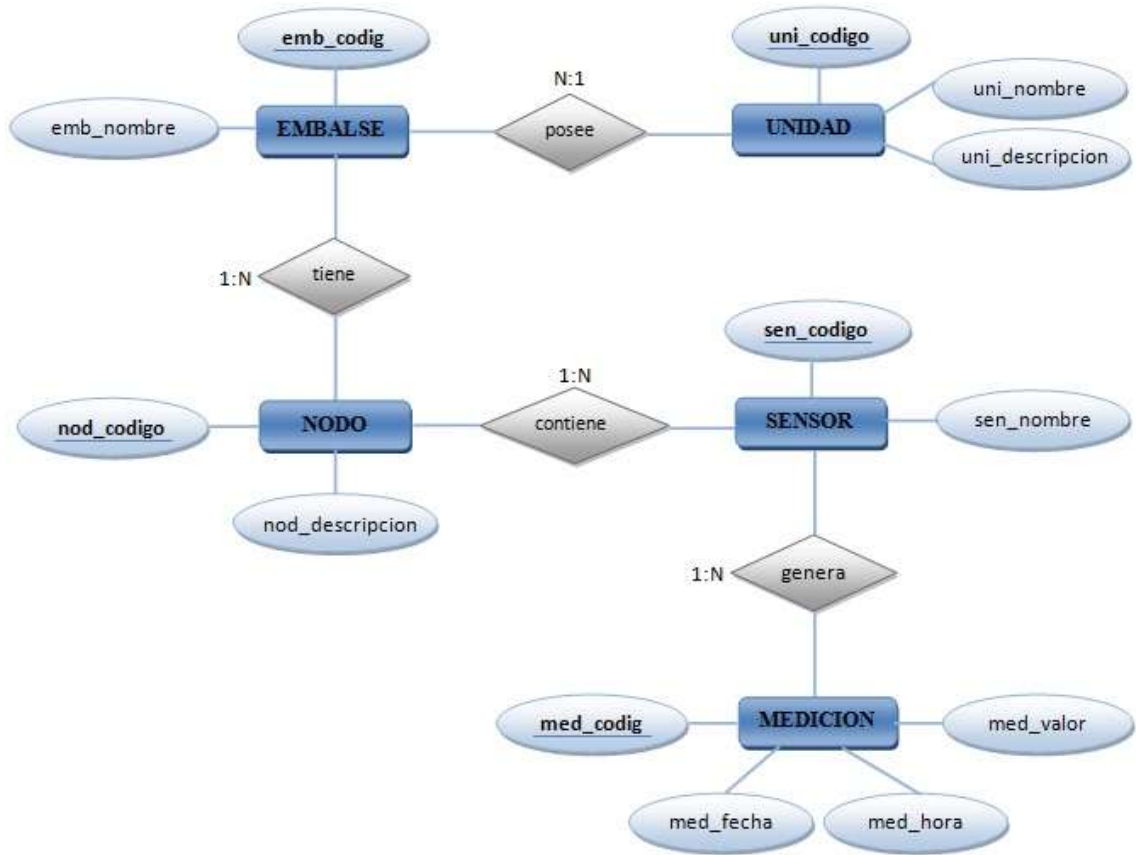 emb_codig
uni_codigo
N:1
uni_nombre
emb_nombre
EMBALSE
posee
UNIDAD
uni_descripcion
1:N
tiene
sen_codigo
1:N
nod_codigo
NODO
contiene
SENSOR
sen_nombre
nod_descripcion
1:N
genera
med_codig
MEDICION
med_valor
med_fecha
med_hora